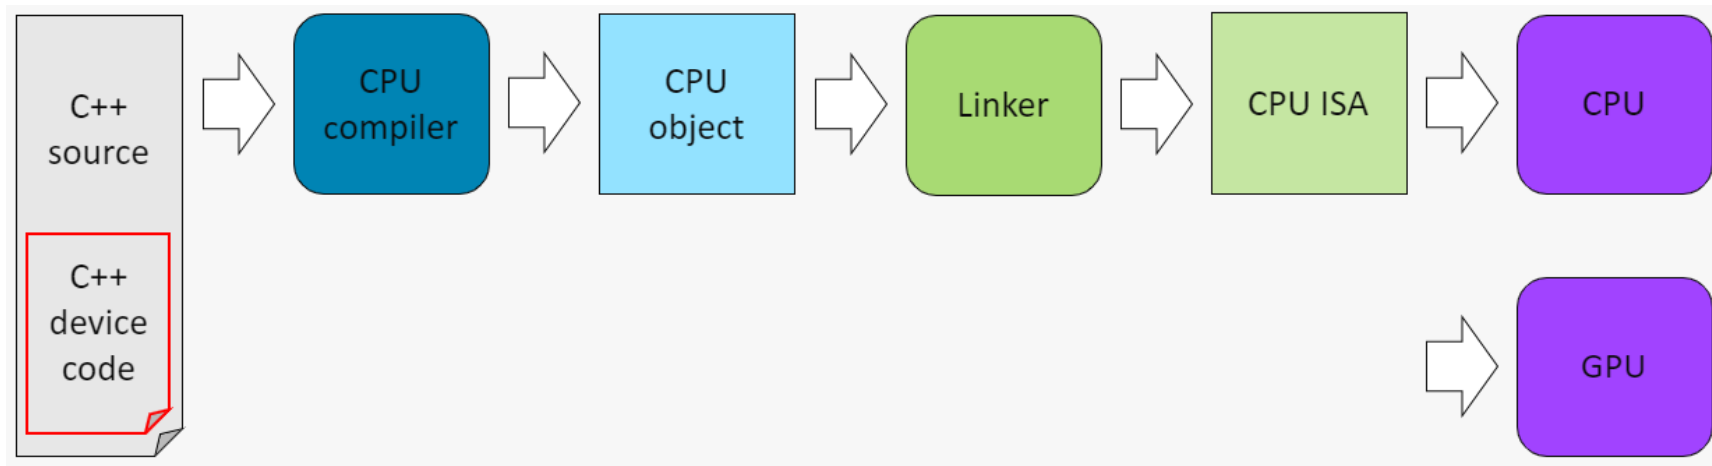 C++
source
CPU
compiler
CPU
object
Linker
CPU ISA
CPU
C++
device
code
GPU